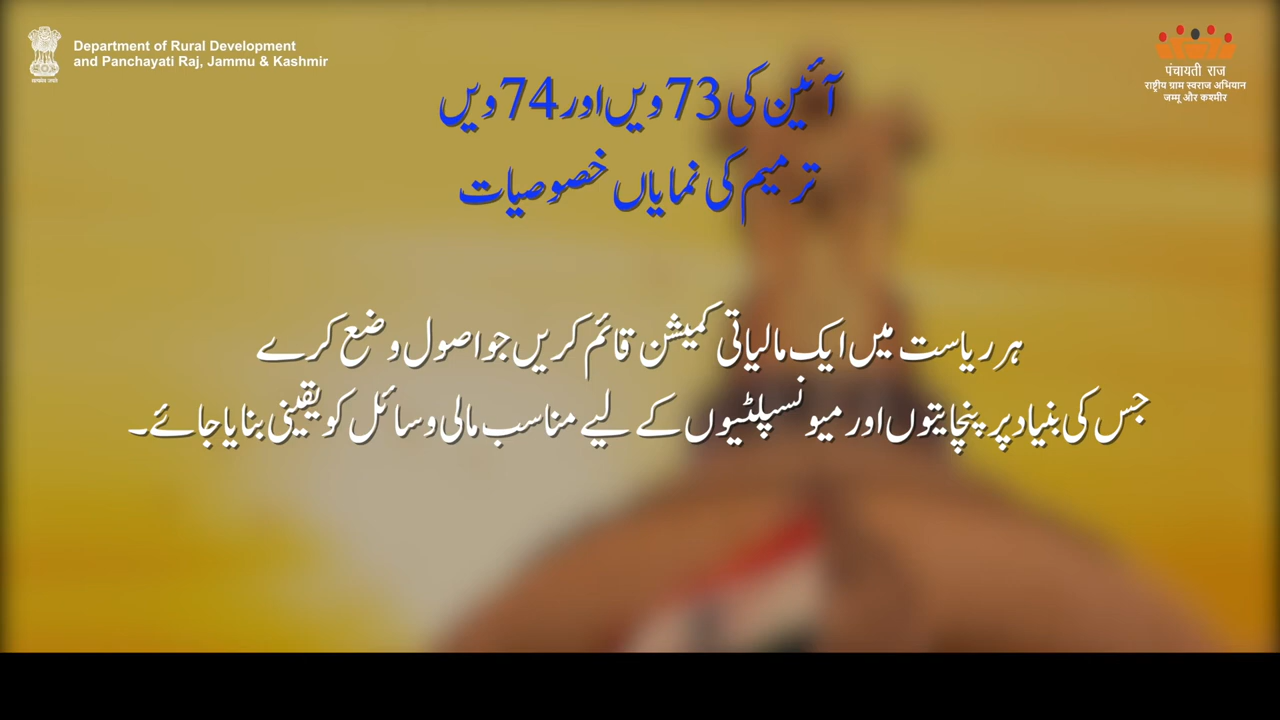 Department of Rural Development
and Panchayati Raj, Jammu & Kashmir
पंचायती राज
राष्ट्रीय ग्राम स्वराज अभियान
जम्मू और कश्मीर
آئین کی 73 ویں اور 74 ویں
ترمیم کی نمایاں خصوصیات
ہر ریاست میں ایک مالیاتی کمیشن قائم کریں جو اصول وضع کرے
جس کی بنیاد پر پنچایتوں اور میونسپلٹیوں کے لیے مناسب مالی وسائل کو یقینی بنایا جائے۔